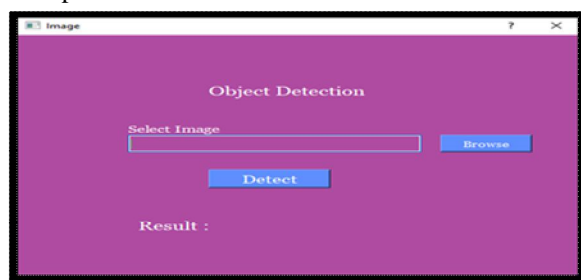 Image ? ×
Object Detection
Select Image
Browse
Detect
Result :